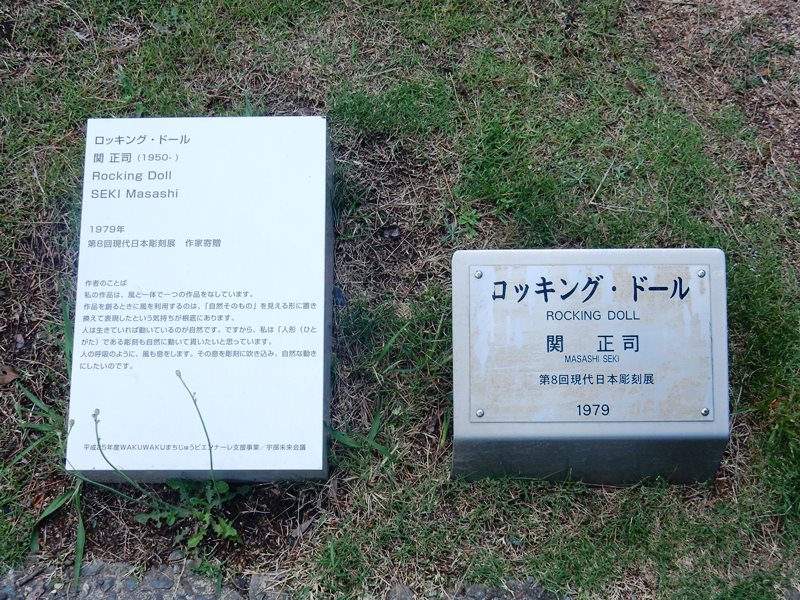 ロッキング・ドール
関 正司 (1950- )
Rocking Doll
SEKI Masashi
1979年
第8回現代日本彫刻展　作家寄贈
作者のことば
私の作品は、風と一体で一つの作品をなしています。
作品を創るときに風を利用するのは、「自然そのもの」を見える形に置き
換えて表現したという気持ちが根底にあります。
人は生きていれば動いているのが自然です。ですから、私は「人形（ひと
がた）である彫刻も自然に動いて貰いたいと思っています。
人の呼吸のように、風も息をします。その息を彫刻に吹き込み、自然な動き
にしたいのです。
平成25年度WAKUWAKUまちじゅうビエンナーレ支援事業／宇部未来会議
ロッキング・ドール
ROCKING DOLL
関　正司
MASASHI SEKI
第8回現代日本彫刻展
1979